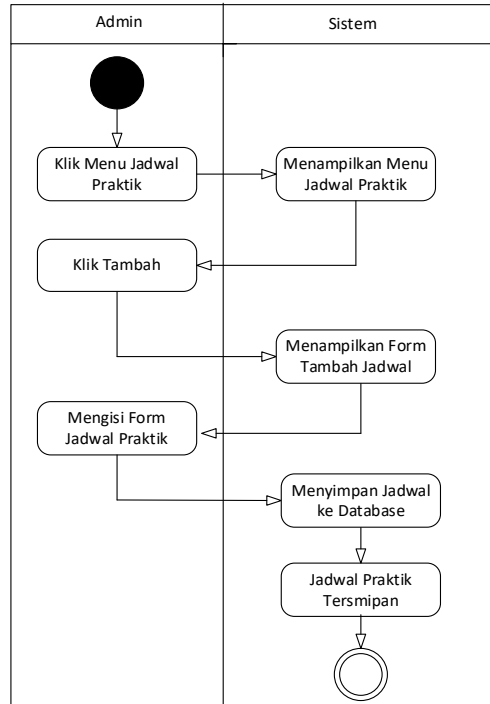 Admin
Sistem
Klik Menu Jadwal
Praktik
Menampilkan Menu
Jadwal Praktik
Klik Tambah
Menampilkan Form
Tambah Jadwal
Mengisi Form
Jadwal Praktik
Menyimpan Jadwal
ke Database
Jadwal Praktik
Tersmipan